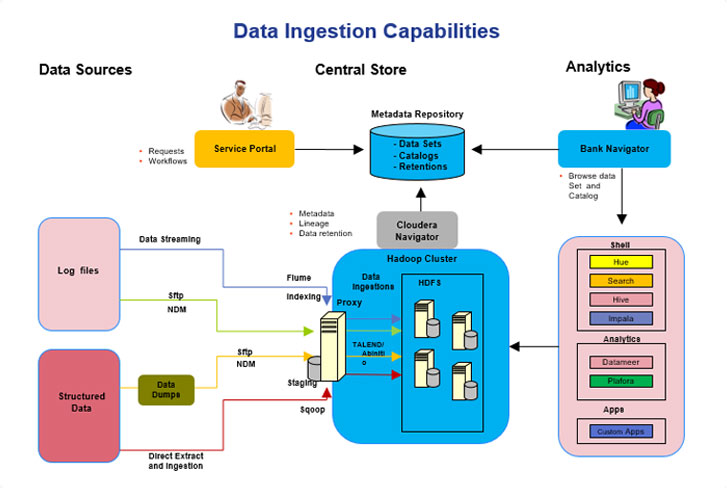 Data Ingestion Capabilities
Data Sources
Central Store
Analytics
Metadata Repository
Service Portal
- Data Sets
- Catalogs
- Retentions
Bank Navigator
• Requests
• Workflows
• Browse data
Set and
Catalog
• Metadata
• Lineage
• Data retention
Cloudera
Navigator
Data Streaming
Log files
Sftp
NDM
Flume
Indexing
Hadoop Cluster
Data
Ingestions
HDFS
Proxy
TALEND/
Abiniti
o
Shell
Hue
Search
Hive
Impala
Analytics
Datameer
Plafora
Apps
Custom Apps
Structured
Data
Data
Dumps
Sftp
NDM
Staging
Sqoop
Direct Extract
and Ingestion